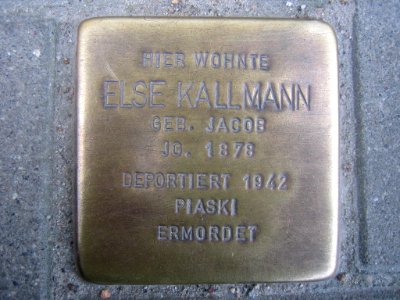 HIER WOHNTE
ELSE KALLMANN
GEB. JACOB
JG. 1878
DEPORTIERT 1942
PIASKI
ERMORDET